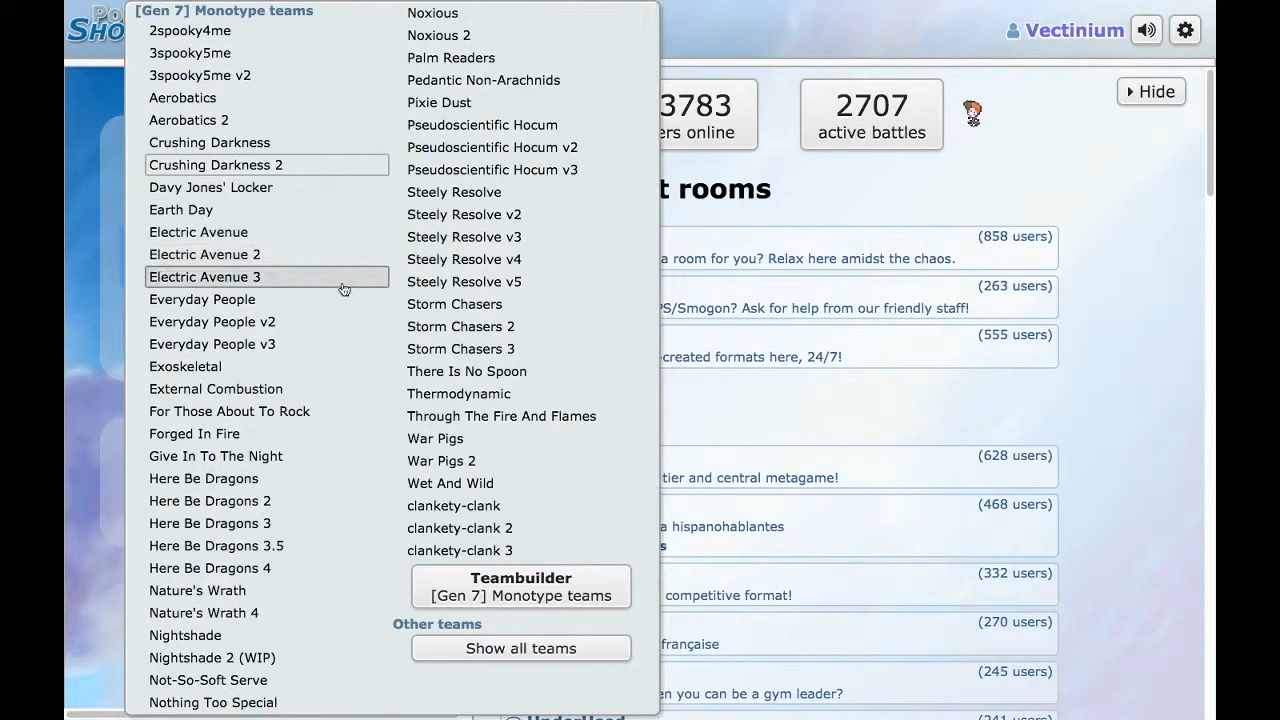 Po
Sho
[Gen 7] Monotype teams
2spooky4me
3spooky5me
3spooky5me v2
Aerobatics
Aerobatics 2
Crushing Darkness
Crushing Darkness 2
Davy Jones' Locker
Earth Day
Electric Avenue
Electric Avenue 2
Electric Avenue 3
Everyday People
Everyday People v2
Everyday People v3
Exoskeletal
External Combustion
For Those About To Rock
Forged In Fire
Give In To The Night
Here Be Dragons
Here Be Dragons 2
Here Be Dragons 3
Here Be Dragons 3.5
Here Be Dragons 4
Nature's Wrath
Nature's Wrath 4
Nightshade
Nightshade 2 (WIP)
Not-So-Soft Serve
Nothing Too Special
Noxious
Noxious 2
Palm Readers
Pedantic Non-Arachnids
Pixie Dust
Pseudoscientific Hocum
Pseudoscientific Hocum v2
Pseudoscientific Hocum v3
Steely Resolve
Steely Resolve v2
Steely Resolve v3
Steely Resolve v4
Steely Resolve v5
Storm Chasers
Storm Chasers 2
Storm Chasers 3
There Is No Spoon
Thermodynamic
Through The Fire And Flames
War Pigs
War Pigs 2
Wet And Wild
clankety-clank
clankety-clank 2
clankety-clank 3
Teambuilder
[Gen 7] Monotype teams
Other teams
Show all teams
Vectinium
3783
ers online
2707
active battles
Hide
t rooms
(858 users)
a room for you? Relax here amidst the chaos.
(263 users)
PS/Smogon? Ask for help from our friendly staff!
(555 users)
-created formats here, 24/7!
(628 users)
tier and central metagame!
(468 users)
a hispanohablantes
s
(332 users)
competitive format!
(270 users)
française
(245 users)
en you can be a gym leader?
(241 users)
UnderUsed